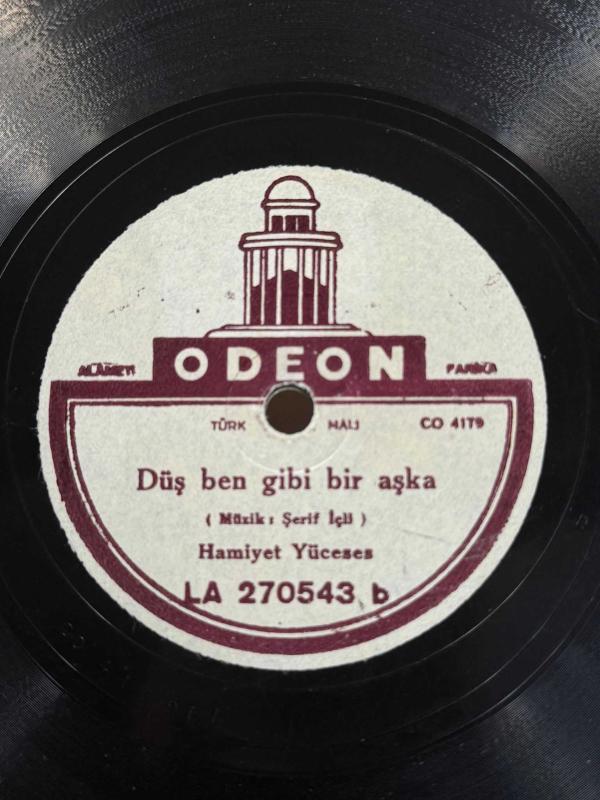 ODEON
ALÂMETİ FARİKA
TÜRK MALI CO 4179
Düş ben gibi bir aşka
( Müzik : Şerif İçli )
Hamiyet Yüceses
LA 270543 b